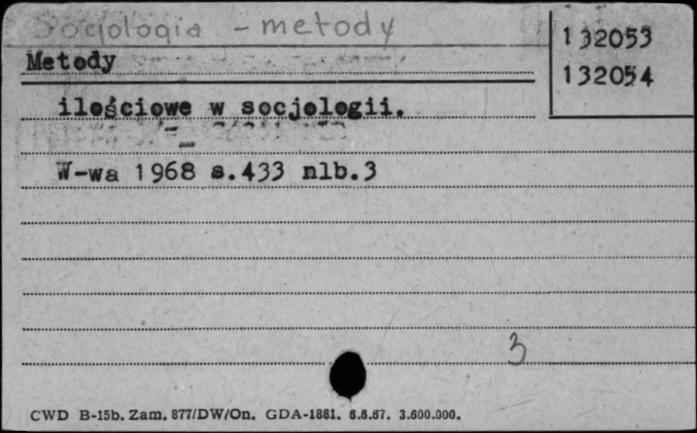 Socjologia - metody
132053
Metody
132054
ilościowe w socjologii.
W-wa 1968 s.433 nlb.3
3
CWD B-15b. Zam. 877/DW/On. GDA-1881. 6.6.67. 3.600.000.